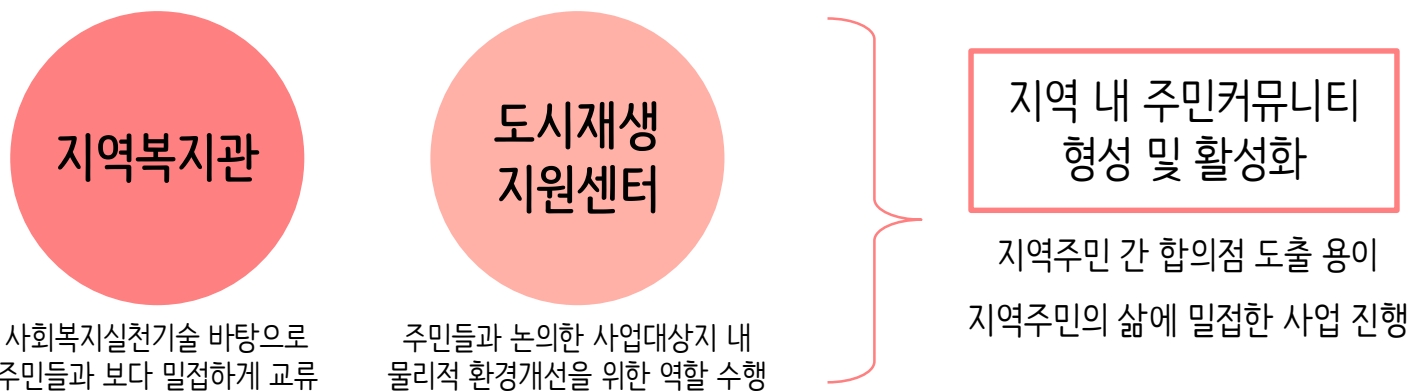 지역복지관
사회복지실천기술 바탕으로
주민들과 보다 밀접하게 교류
도시재생
지원센터
주민들과 논의한 사업대상지 내
물리적 환경개선을 위한 역할 수행
지역 내 주민커뮤니티
형성 및 활성화
지역주민 간 합의점 도출 용이
지역주민의 삶에 밀접한 사업 진행